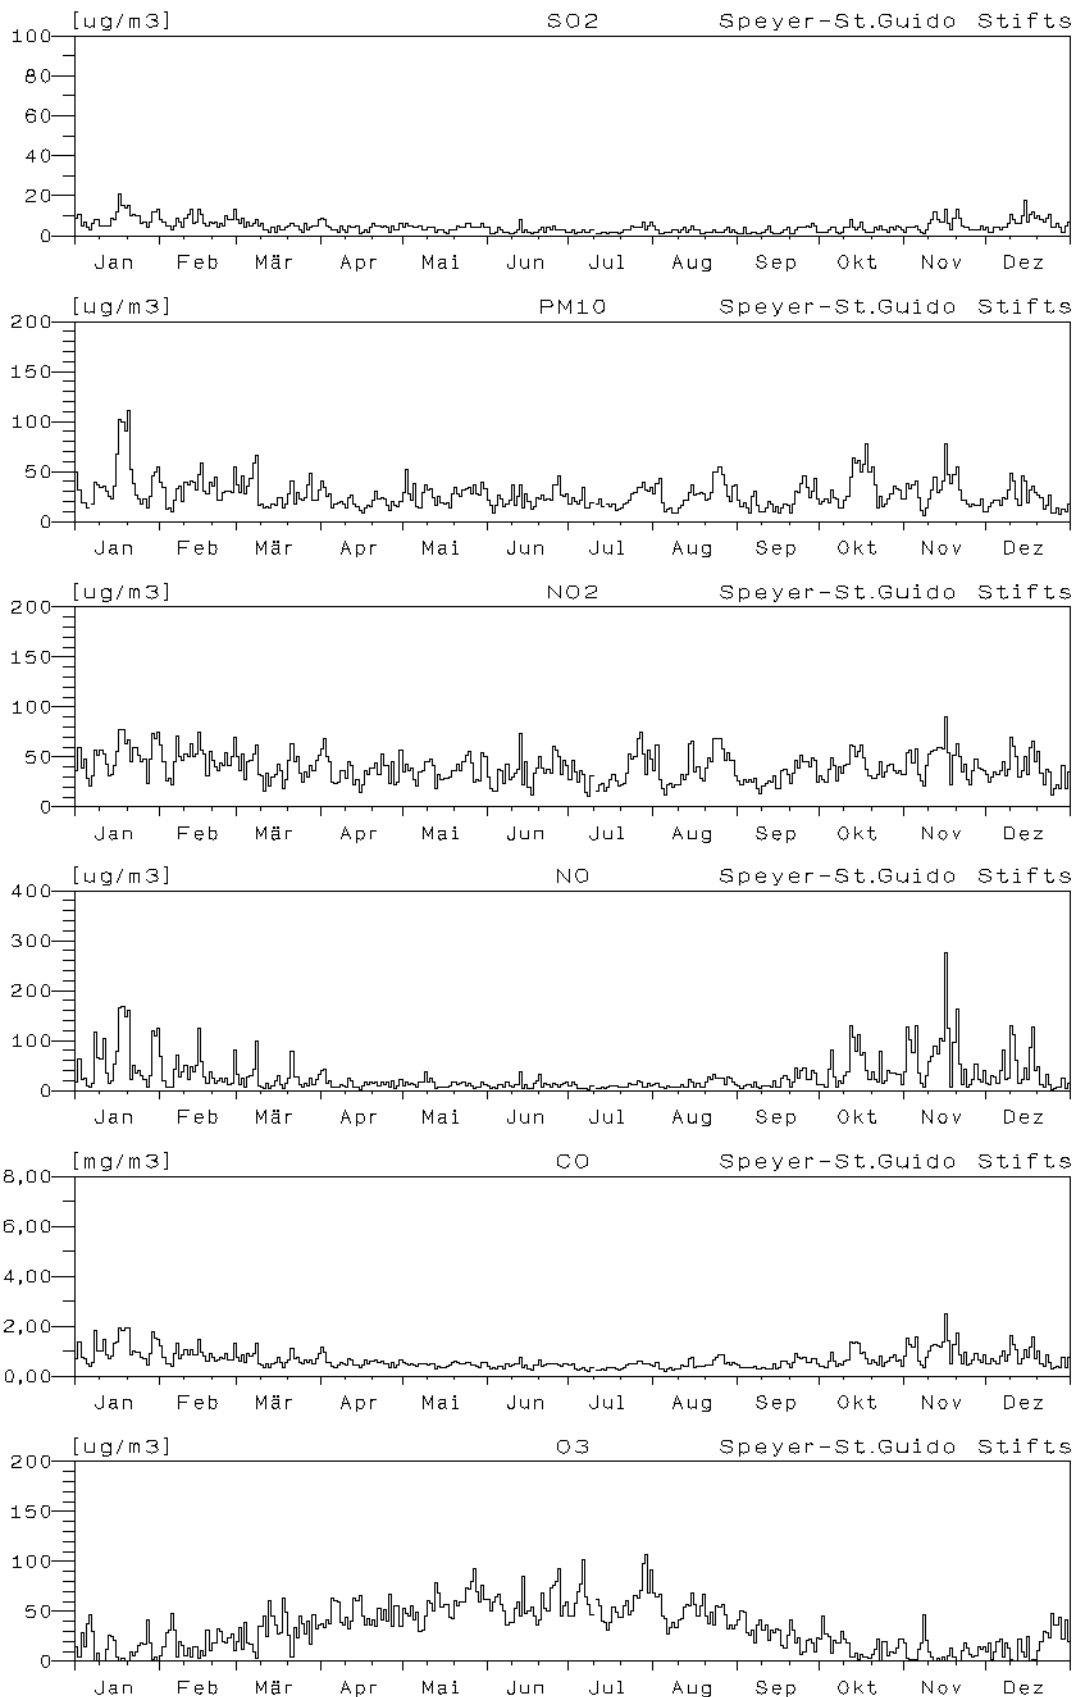 [ug/m3] SO2 Speyer-St.Guido Stifts
100
80
60
40
20
0
Jan Feb Mär Apr Mai Jun Jul Aug Sep Okt Nov Dez
[ug/m3] PM10 Speyer-St.Guido Stifts
200
150
100
50
0
Jan Feb Mär Apr Mai Jun Jul Aug Sep Okt Nov Dez
[ug/m3] NO2 Speyer-St.Guido Stifts
200
150
100
50
0
Jan Feb Mär Apr Mai Jun Jul Aug Sep Okt Nov Dez
[ug/m3] NO Speyer-St.Guido Stifts
400
300
200
100
0
Jan Feb Mär Apr Mai Jun Jul Aug Sep Okt Nov Dez
[mg/m3] CO Speyer-St.Guido Stifts
8,00
6,00
4,00
2,00
0,00
Jan Feb Mär Apr Mai Jun Jul Aug Sep Okt Nov Dez
[ug/m3] O3 Speyer-St.Guido Stifts
200
150
100
50
0
Jan Feb Mär Apr Mai Jun Jul Aug Sep Okt Nov Dez